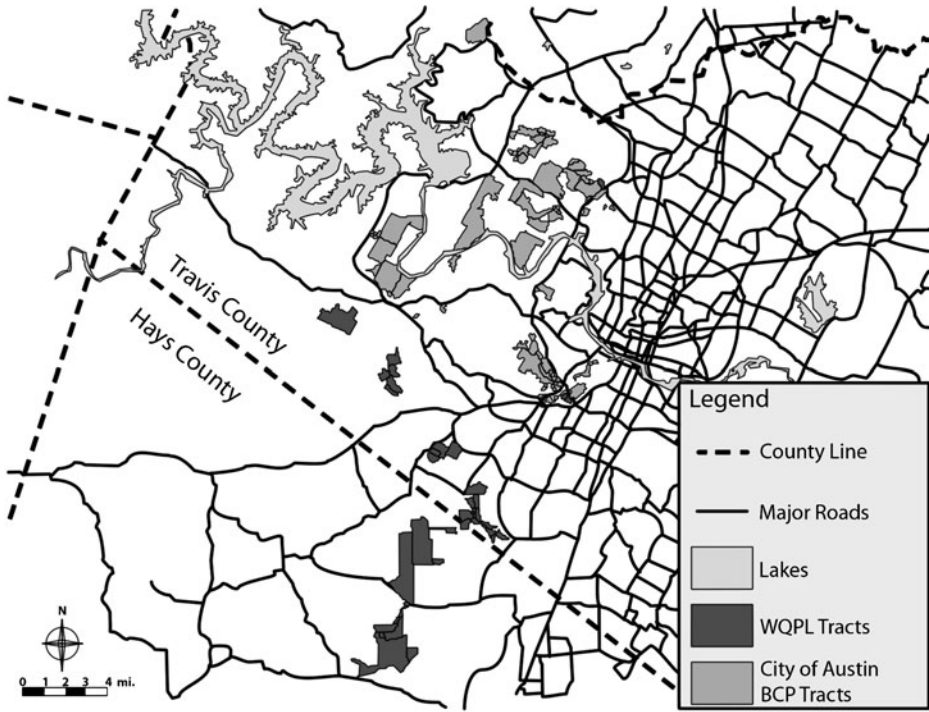 Travis County
Hays County
Legend
County Line
Major Roads
Lakes
WQPL Tracts
City of Austin
BCP Tracts
N
0 1 2 3 4 mi.